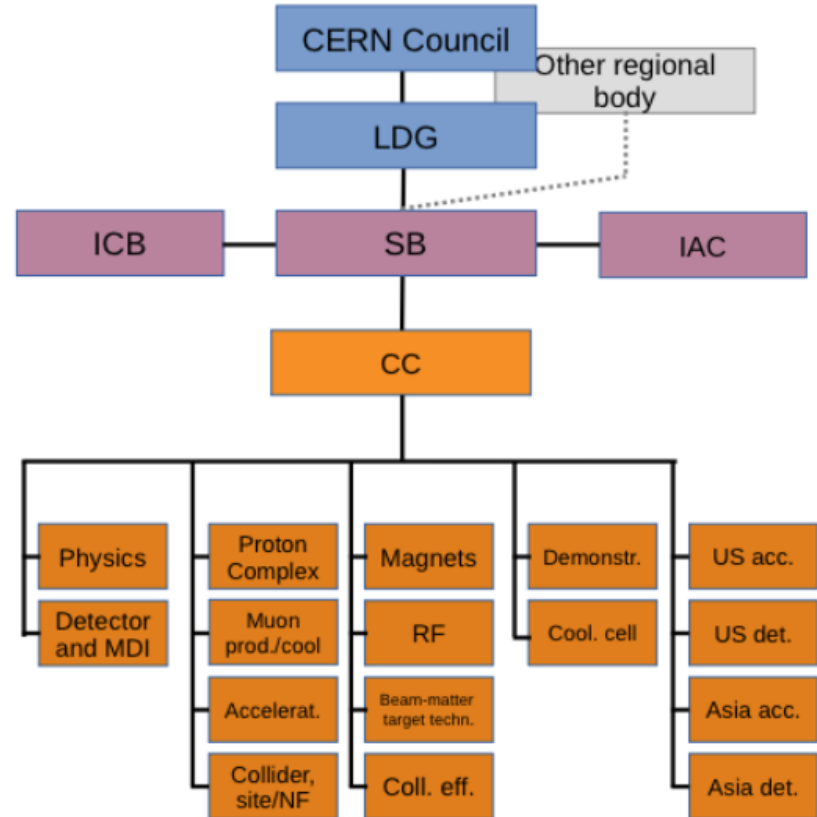 CERN Council
Other regional
body
LDG
ICB
SB
IAC
CC
Physics
Proton
Complex
Magnets
Demonstr.
US acc.
Detector
and MDI
Muon
prod./cool
RF
Cool. cell
US det.
Accelerat.
Beam-matter
target techn.
Asia acc.
Collider,
site/NF
Coll. eff.
Asia det.